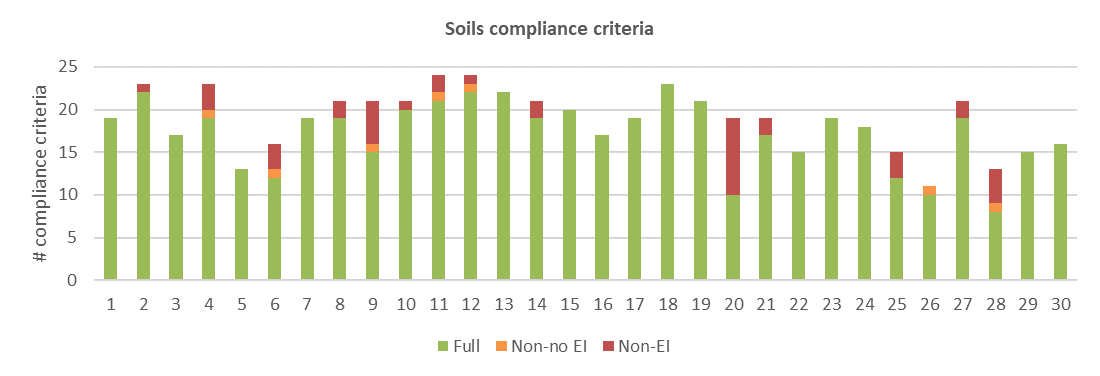 Soils compliance criteria
# compliance criteria
25
20
15
10
5
0
1 2 3 4 5 6 7 8 9 10 11 12 13 14 15 16 17 18 19 20 21 22 23 24 25 26 27 28 29 30
Full Non-no EI Non-EI